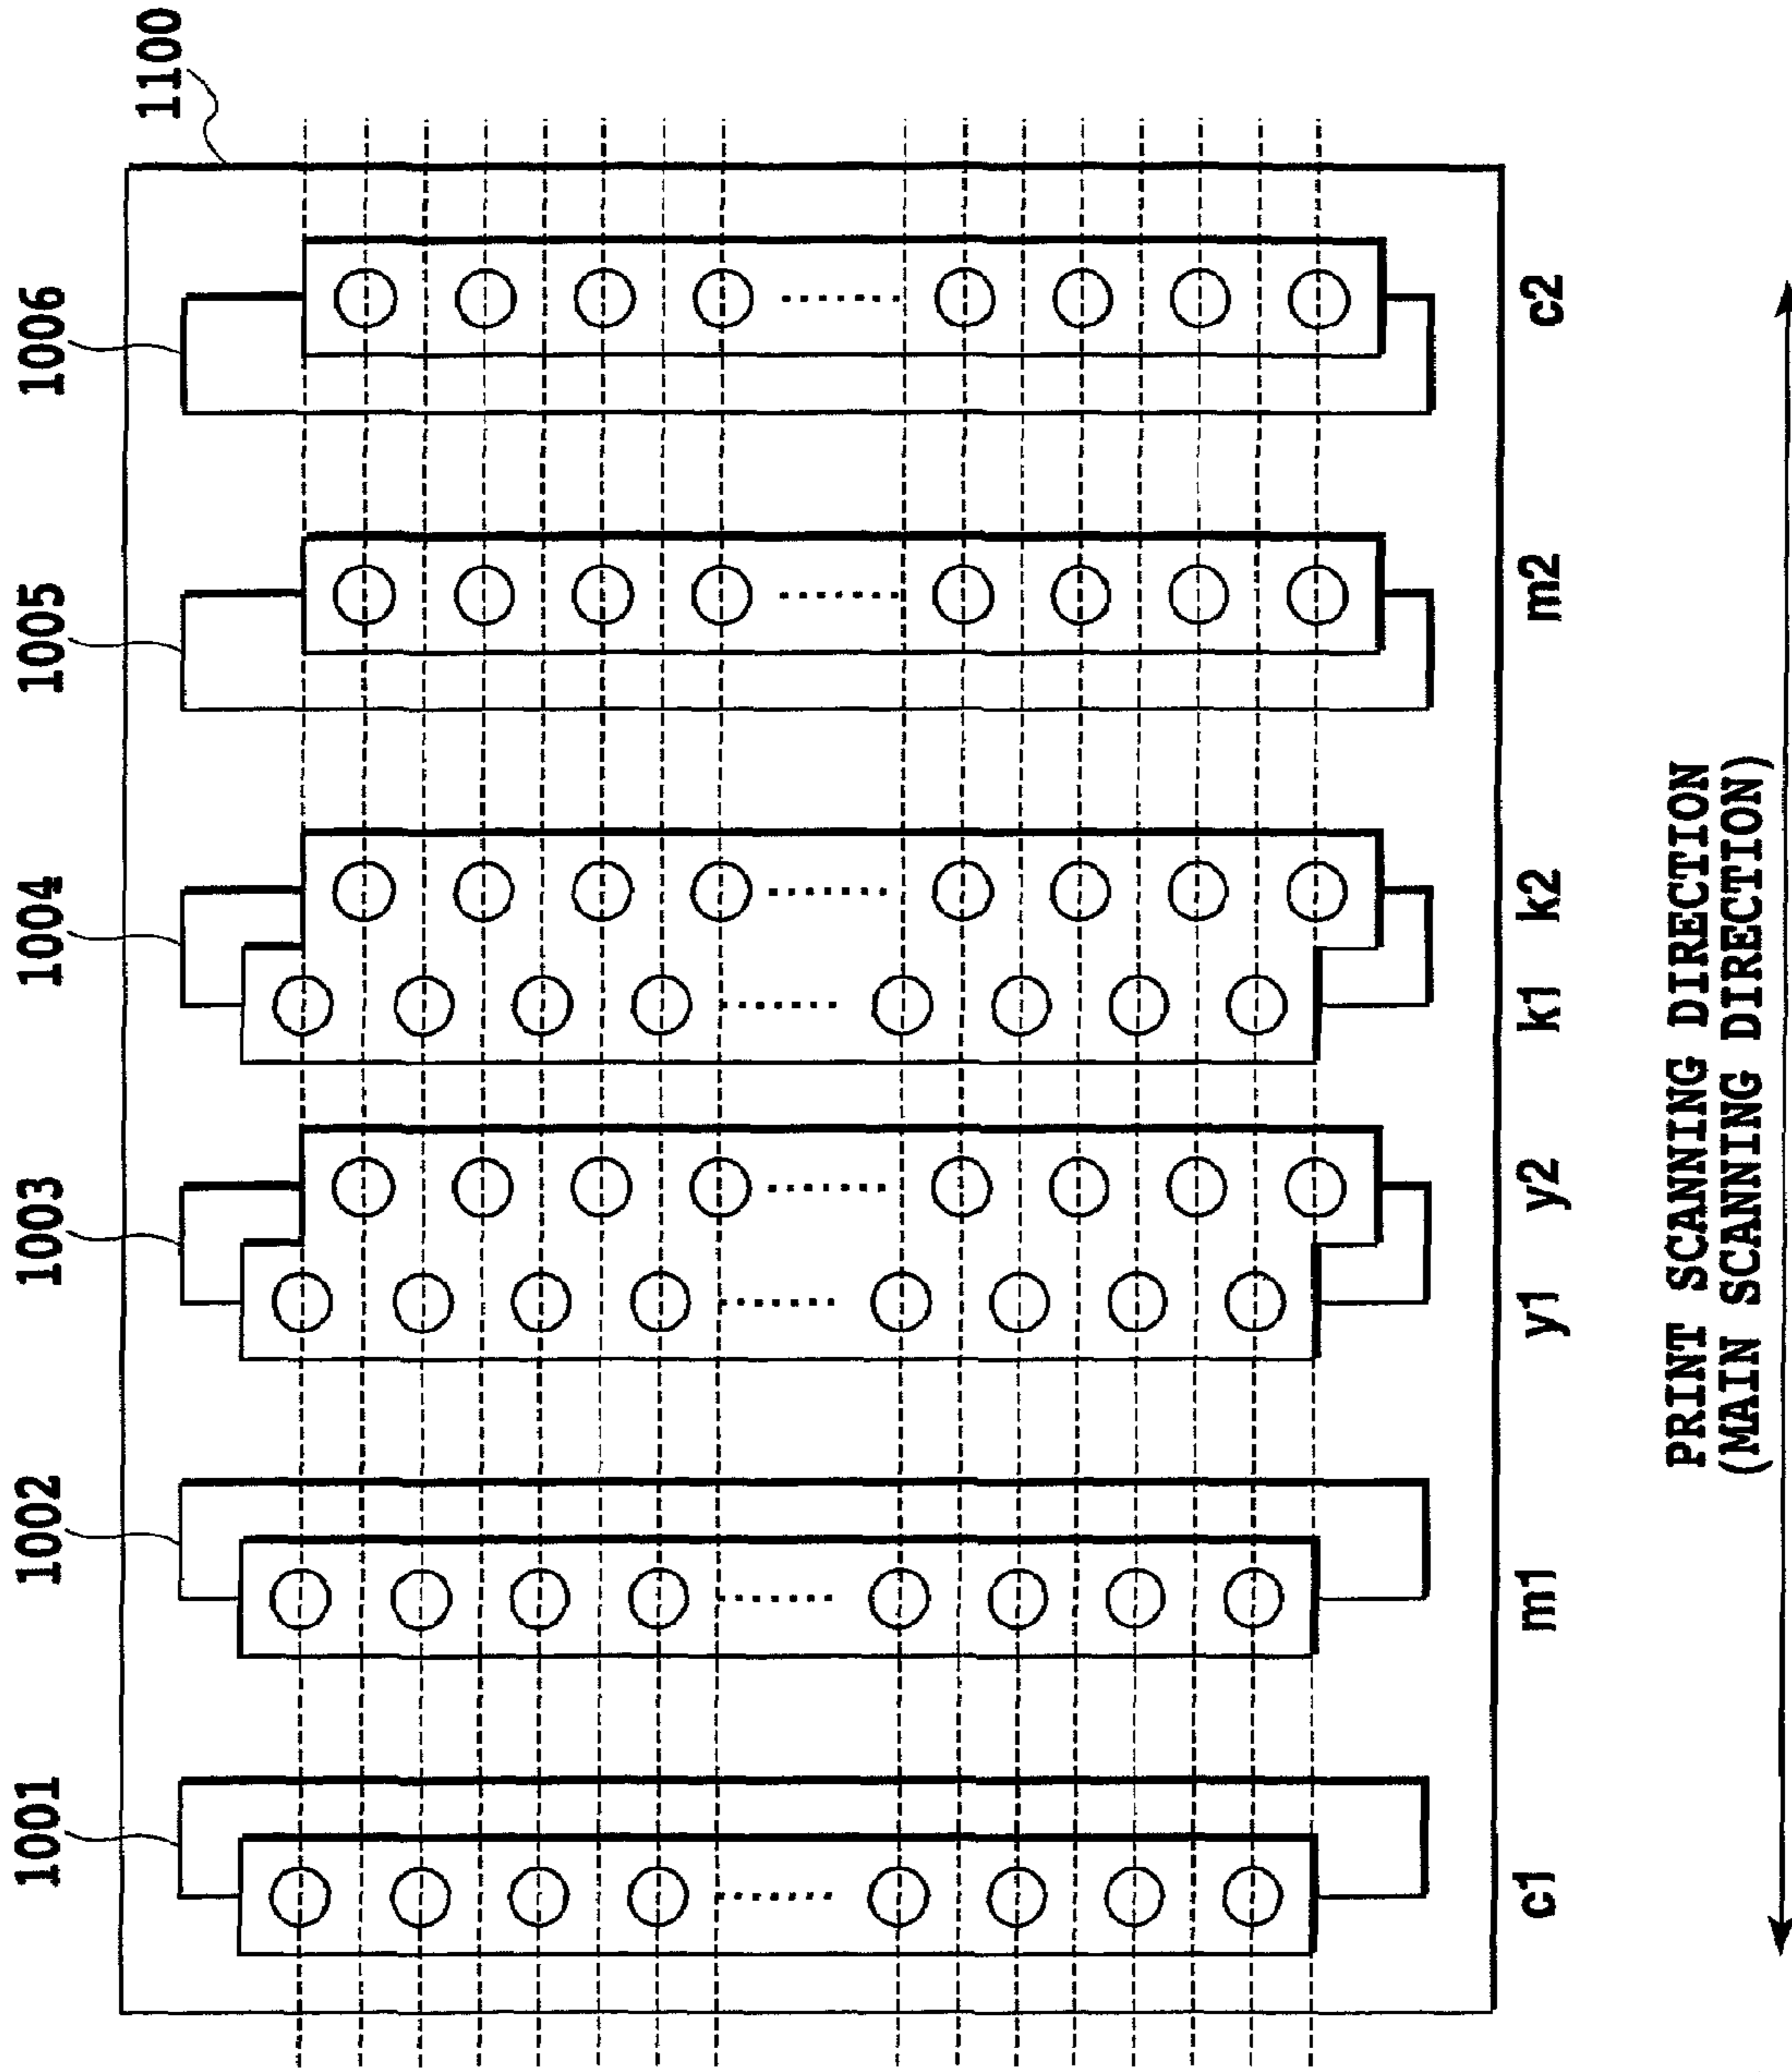 1100
1001 1002 1003 1004 1005 1006
c1 m1 y1 y2 k1 k2 m2 c2
PRINT SCANNING DIRECTION
(MAIN SCANNING DIRECTION)